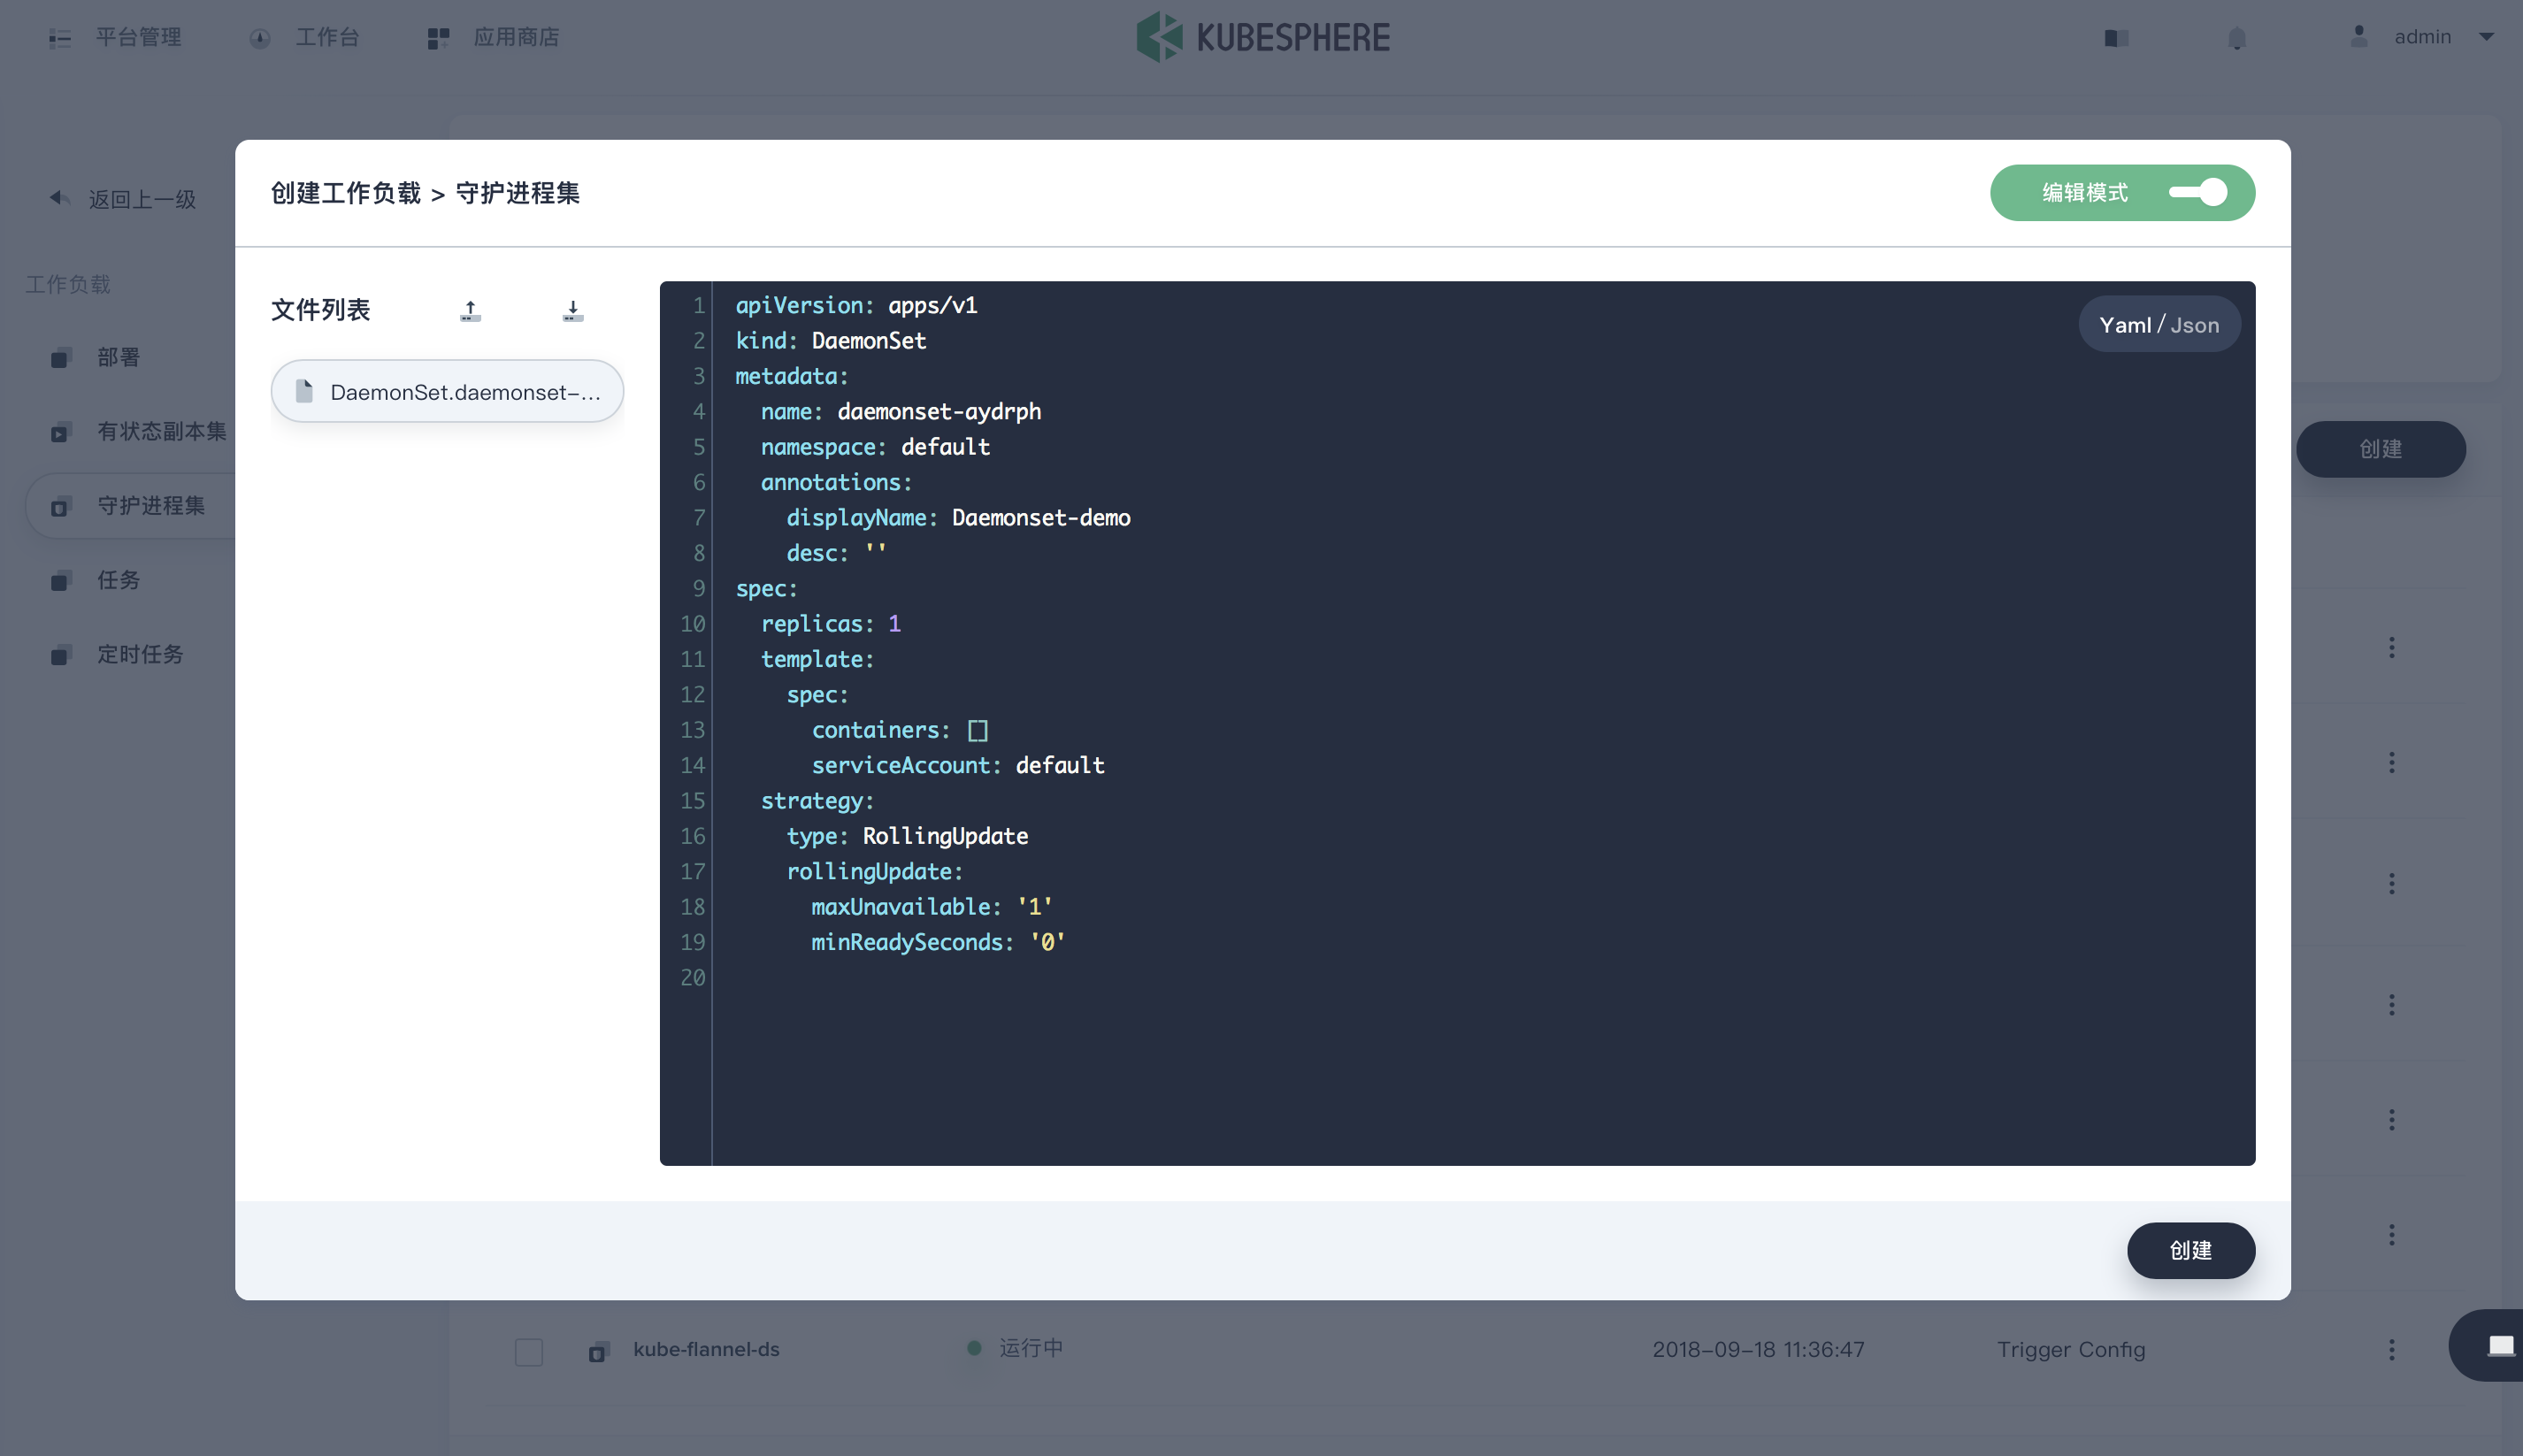 平台管理 工作台 应用商店 KUBESPHERE admin
返回上一级
工作负载
部署
有状态副本集
守护进程集
任务
定时任务
创建
创建工作负载 > 守护进程集 编辑模式
文件列表
DaemonSet.daemonset-...
Yaml / Json
1 apiVersion: apps/v1
2 kind: DaemonSet
3 metadata:
4   name: daemonset-aydrph
5   namespace: default
6   annotations:
7     displayName: Daemonset-demo
8     desc: ''
9 spec:
10   replicas: 1
11   template:
12     spec:
13       containers: []
14       serviceAccount: default
15   strategy:
16     type: RollingUpdate
17     rollingUpdate:
18       maxUnavailable: '1'
19       minReadySeconds: '0'
20
创建
kube-flannel-ds 运行中 2018-09-18 11:36:47 Trigger Config